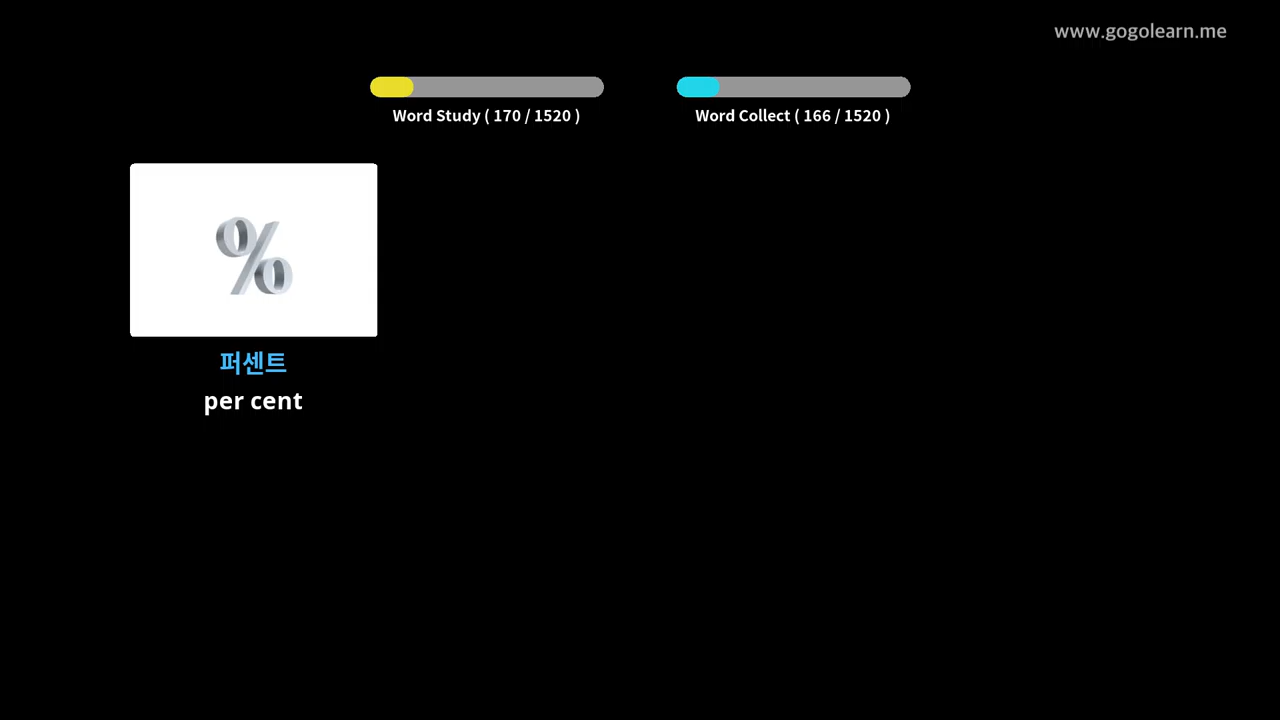 www.gogolearn.me
Word Study ( 170 / 1520 )
Word Collect ( 166 / 1520 )
%
퍼센트
per cent